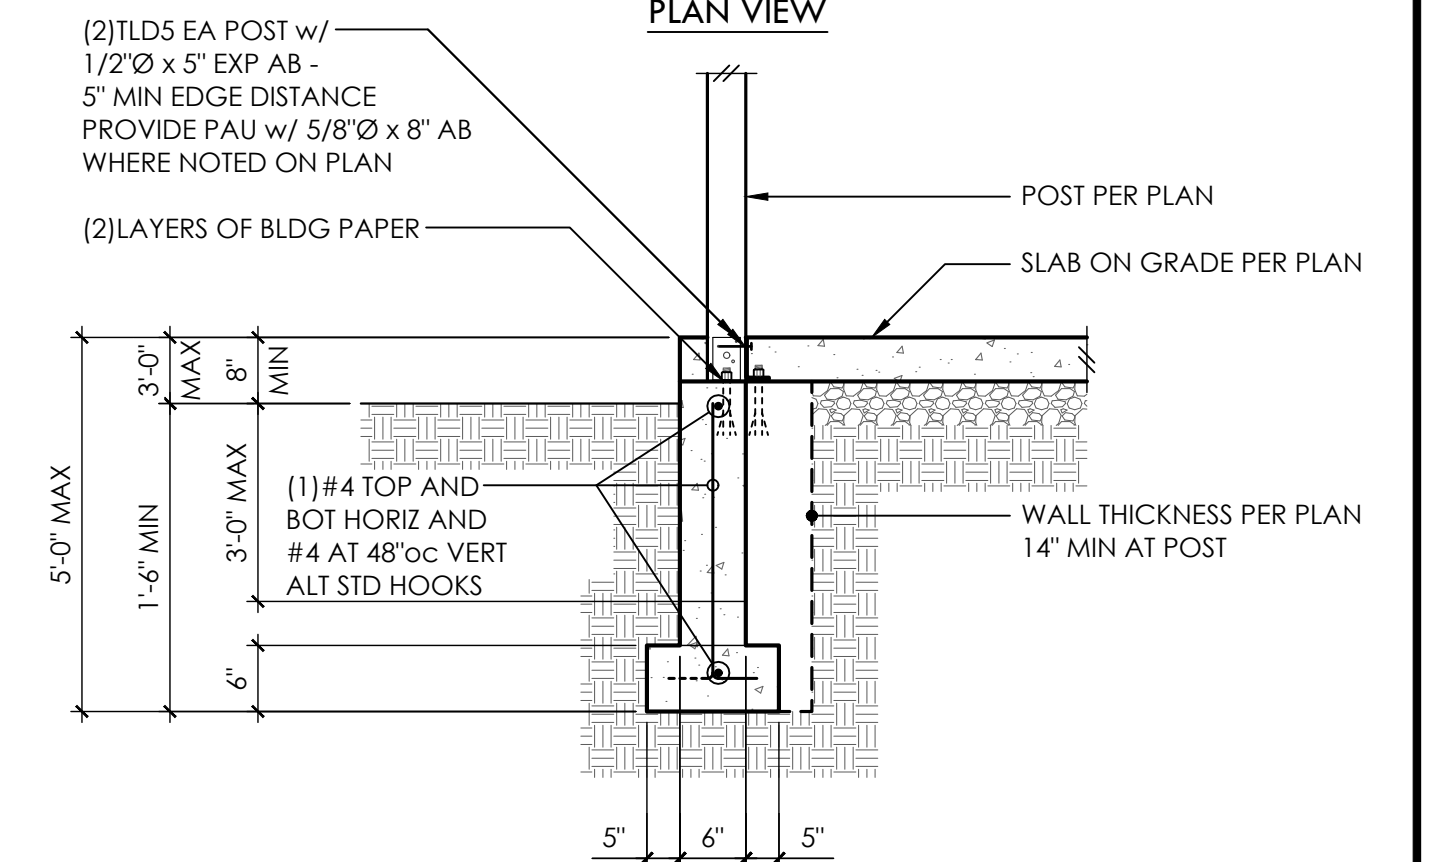 PLAN VIEW
(2)TLD5 EA POST w/
1/2"Ø x 5" EXP AB -
5" MIN EDGE DISTANCE
PROVIDE PAU w/ 5/8"Ø x 8" AB
WHERE NOTED ON PLAN
(2)LAYERS OF BLDG PAPER
POST PER PLAN
SLAB ON GRADE PER PLAN
3'-0"
MAX
8"
MIN
5'-0" MAX
1'-6" MIN
3'-0" MAX
6"
(1)#4 TOP AND
BOT HORIZ AND
#4 AT 48"oc VERT
ALT STD HOOKS
WALL THICKNESS PER PLAN
14" MIN AT POST
5"
6"
5"